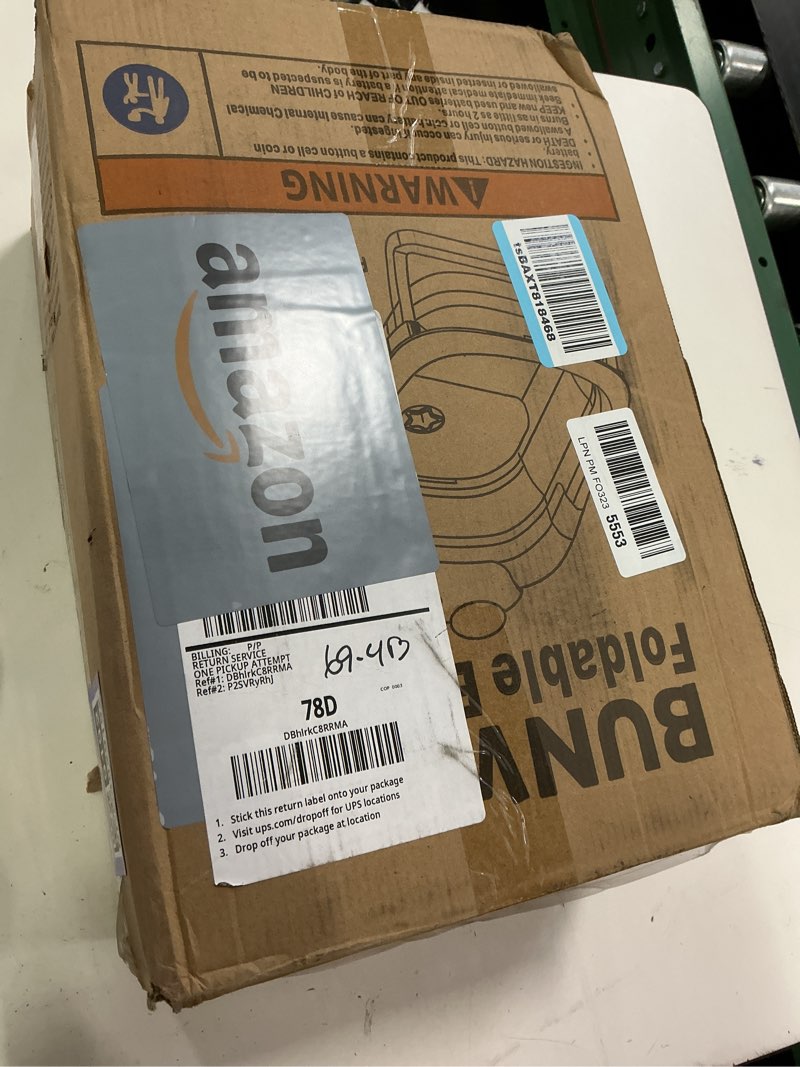 INGESTION HAZARD: This product contains a button cell or coin
battery.
DEATH or serious injury can occur if ingested.
A swallowed button cell or coin battery can cause Internal Chemical
Burns as little as 2 hours.
KEEP new and used batteries OUT OF REACH of CHILDREN
Seek immediate medical attention if a battery is suspected to be
swallowed or inserted inside any part of the body.
WARNING
amazon
tsBAXT818468
LPN PM FO323 5553
BUN
Foldable
BILLING: P/P
RETURN SERVICE
ONE PICKUP ATTEMPT
Ref#1: DBhlrkC8RRMA
Ref#2: P2SVRyRhJ
78D
DBhlrkC8RRMA
1. Stick this return label onto your package
2. Visit ups.com/dropoff for UPS locations
3. Drop off your package at location